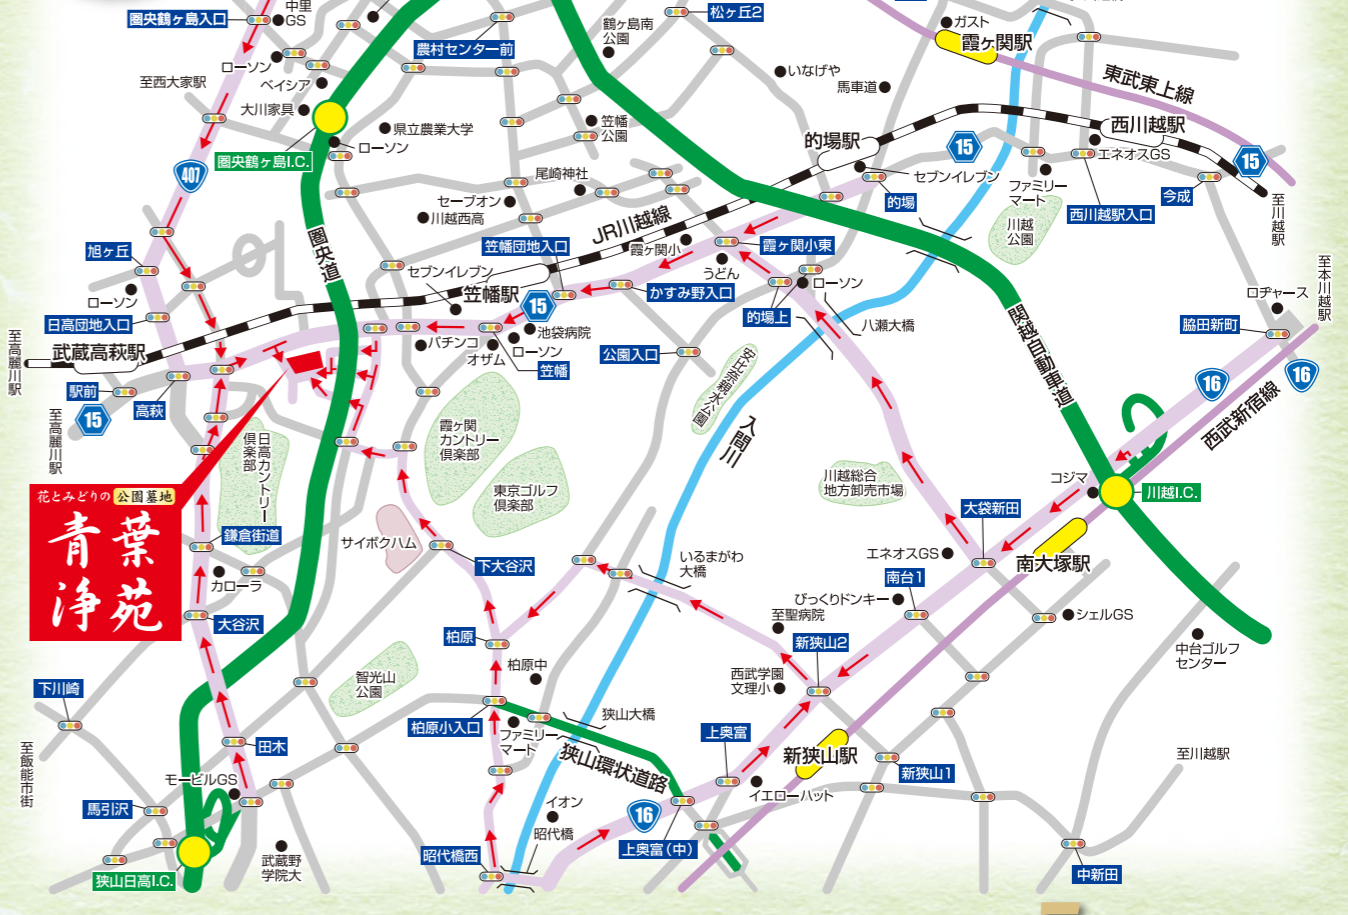 圏央鶴ヶ島入口
中里
GS
農村センター前
鶴ヶ島南
公園
松ヶ丘2
ガスト
霞ヶ関駅
東武東上線
ローソン
ベイシア
至西大家駅
大川家具
県立農業大学
ローソン
圏央鶴ヶ島I.C.
407
笠幡
公園
いなげや
馬車道
的場駅
15
西川越駅
エネオスGS
15
セブンイレブン
ファミリー
マート
今成
至川越駅
尾崎神社
セーブオン
川越西高
的場
西川越駅入口
川越
公園
旭ヶ丘
圏央道
笠幡団地入口
JR川越線
霞ヶ関小
霞ヶ関小東
うどん
セブンイレブン
笠幡駅
15
かすみ野入口
ローソン
的場上
八瀬大橋
関越自動車道
至本川越駅
ロヂャース
脇田新町
ローソン
日高団地入口
至高麗川駅
武蔵高萩駅
パチンコ
オザム
池袋病院
ローソン
笠幡
公園入口
安比奈親水公園
16
16
西武新宿線
駅前
高萩
15
至高麗川駅
日高カントリー
倶楽部
霞ヶ関
カントリー
倶楽部
入間川
東京ゴルフ
倶楽部
川越総合
地方卸売市場
コジマ
川越I.C.
花とみどりの 公園墓地
青葉
浄苑
大袋新田
鎌倉街道
サイボクハム
下大谷沢
いるまがわ
大橋
エネオスGS
南大塚駅
カローラ
南台1
びっくりドンキー
シェルGS
大谷沢
柏原
至聖病院
新狭山2
中台ゴルフ
センター
柏原中
西武学園
文理小
智光山
公園
下川崎
柏原小入口
ファミリー
マート
狭山大橋
狭山環状道路
上奥富
新狭山駅
新狭山1
至川越駅
至飯能市街
田木
モービルGS
イエローハット
馬引沢
イオン
16
昭代橋
昭代橋西
上奥富(中)
武蔵野
学院大
狭山日高I.C.
中新田